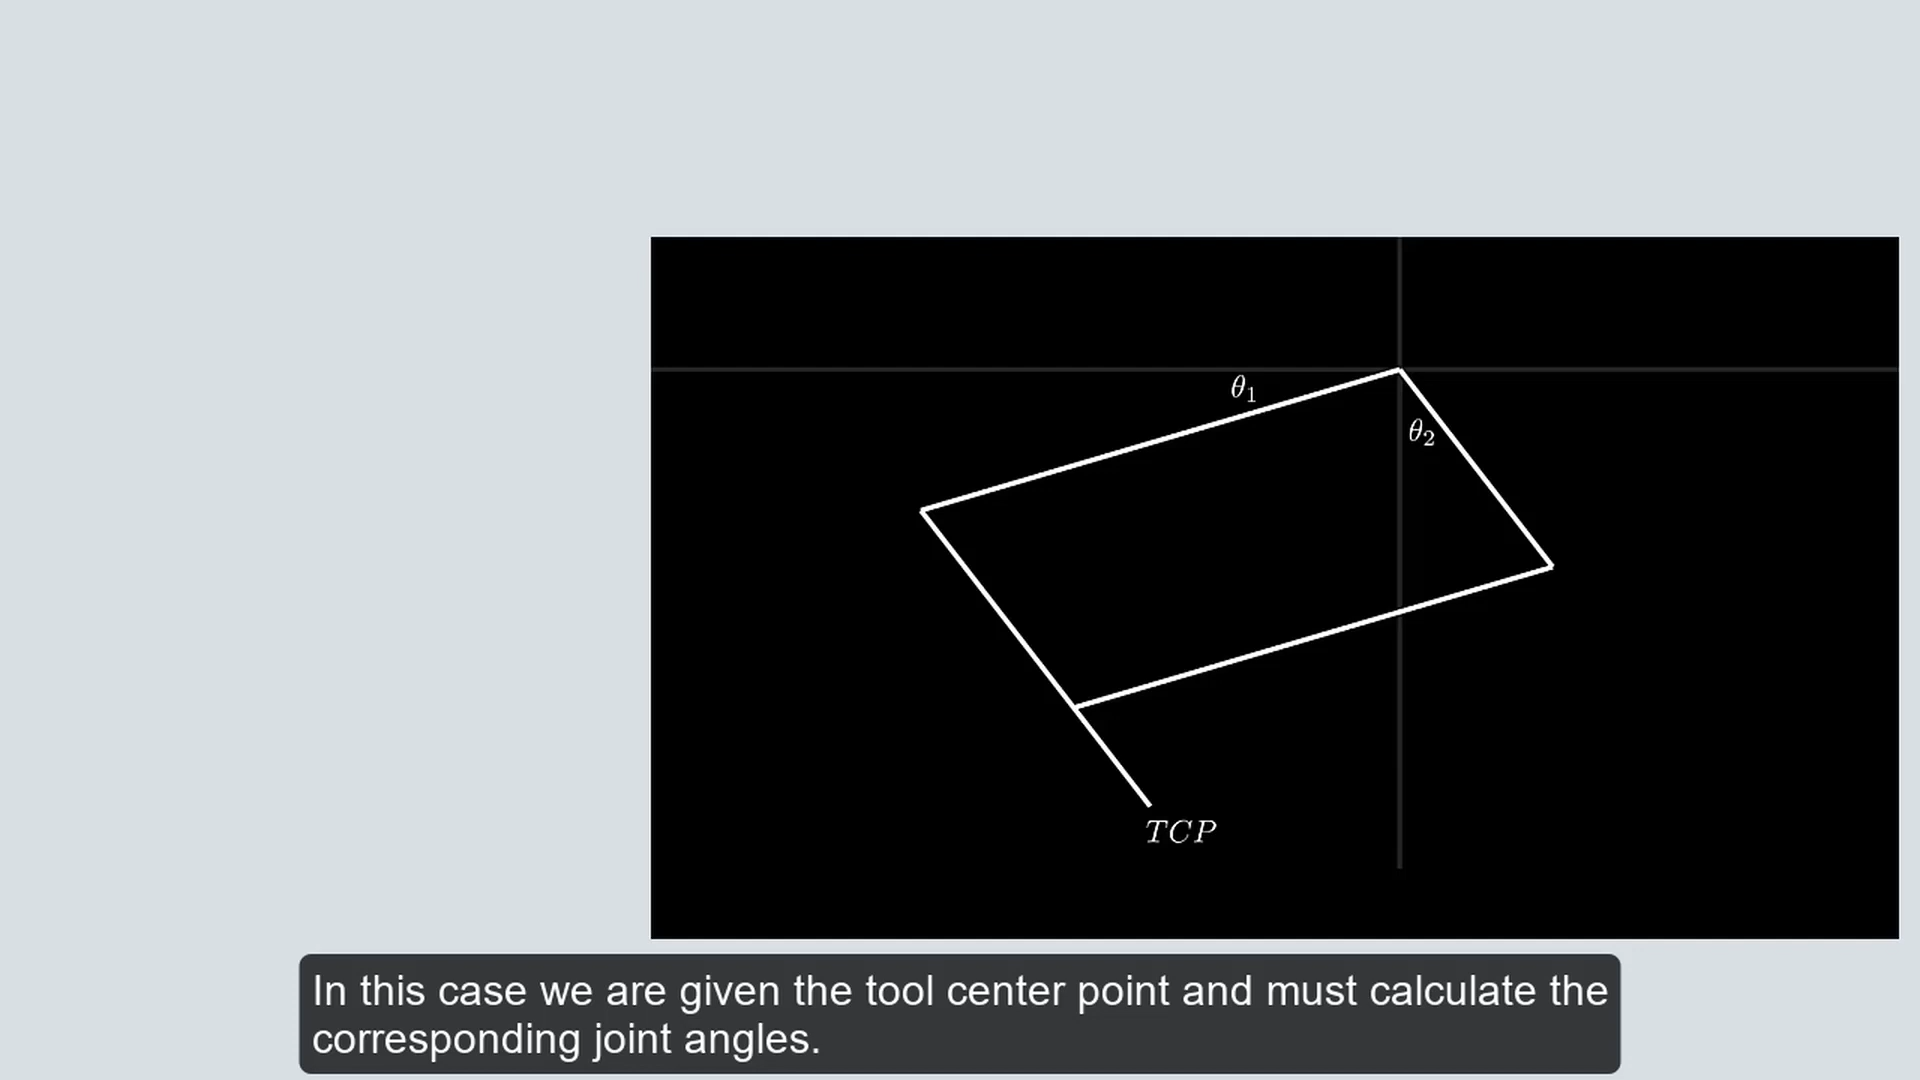 θ₁
θ₂
TCP
In this case we are given the tool center point and must calculate the
corresponding joint angles.